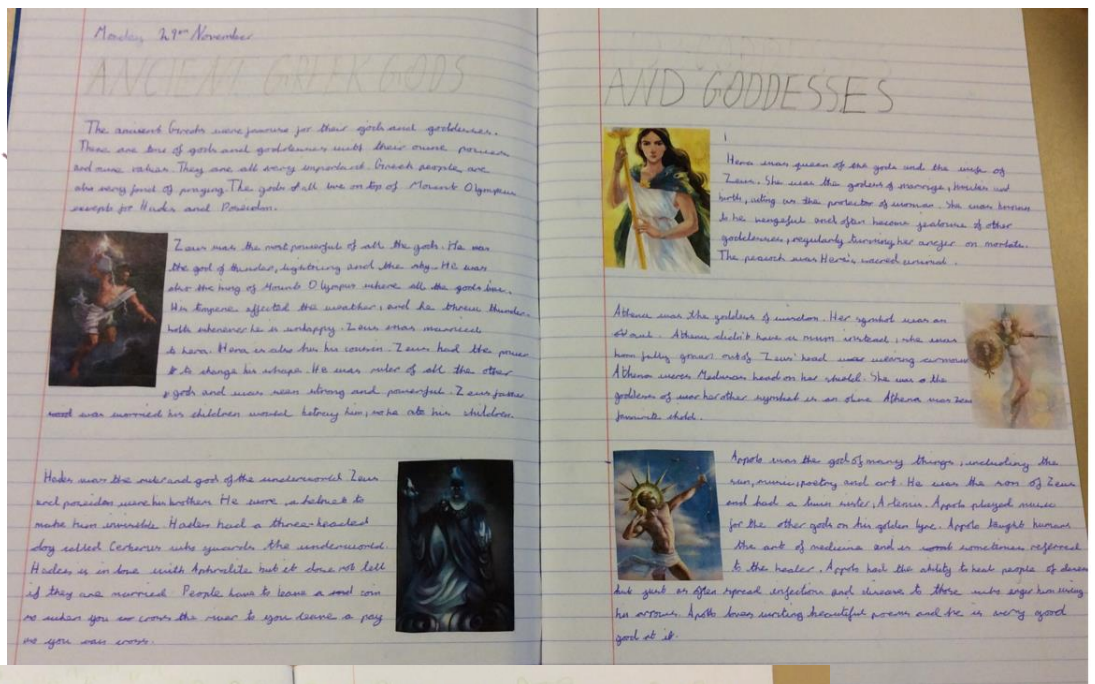 Monday 29th November
ANCIENT GREEK GODS
The ancient Greeks were famous for their gods and goddesses.
There are tons of gods and goddesses with their own powers
and own values. They are all very important. Greek people are
also very fond of praying. The gods all live on top of Mount Olympus
except for Hades and Poseidon.
Zeus was the most powerful of all the gods. He was
the god of thunder, lightning and the sky. He was
also the king of Mount Olympus where all the gods live.
His tempers affected the weather, and he threw thunder
bolts whenever he is unhappy. Zeus was married
to hera. Hera is also his cousin. Zeus had the power
to change his shape. He was ruler of all the other
gods and was seen strong and powerful. Zeus father
was worried his children would betray him, so he ate his children.
Hades was the ruler and god of the underworld. Zeus
and poseidon were his brothers. He wore a helmet to
make him invisible. Hades had a three-headed
dog called Cerberus who guards the underworld.
Hades is in love with Aphrodite but it does not tell
if they are married. People have to leave a coin
so when you cross the river to you leave a pay
so you can cross.
AND GODDESSES
Hera was queen of the gods and the wife of
Zeus. She was the goddess of marriage, and
birth, acting as the protector of woman. She was known
to be vengeful and often became jealouse of other
goddesses, regularly turning her anger on mortals.
The peacock was Hera's sacred animal.
Athena was the goddess of wisdom. Her symbol was an
owl. Athena didn't have a mum instead, she was
born fully grown out of Zeus' head wearing armour
Athena wears Medusas head on her shield. She was the
goddess of war her other symbol is an olive. Athena was Zeus
favourite child.
Appolo was the god of many things, including the
sun, music, poetry and art. He was the son of Zeus
and had a twin sister, Artemis. Appolo played music
for the other gods on his golden lyre. Appolo taught humans
the art of medicine and is sometimes referred
to the healer. Appolo had the ability to heal people of disease
but just as often spread infections and disease to those who anger him using
his arrows. Apollo loves writing beautiful poems and he is very good
good at it.